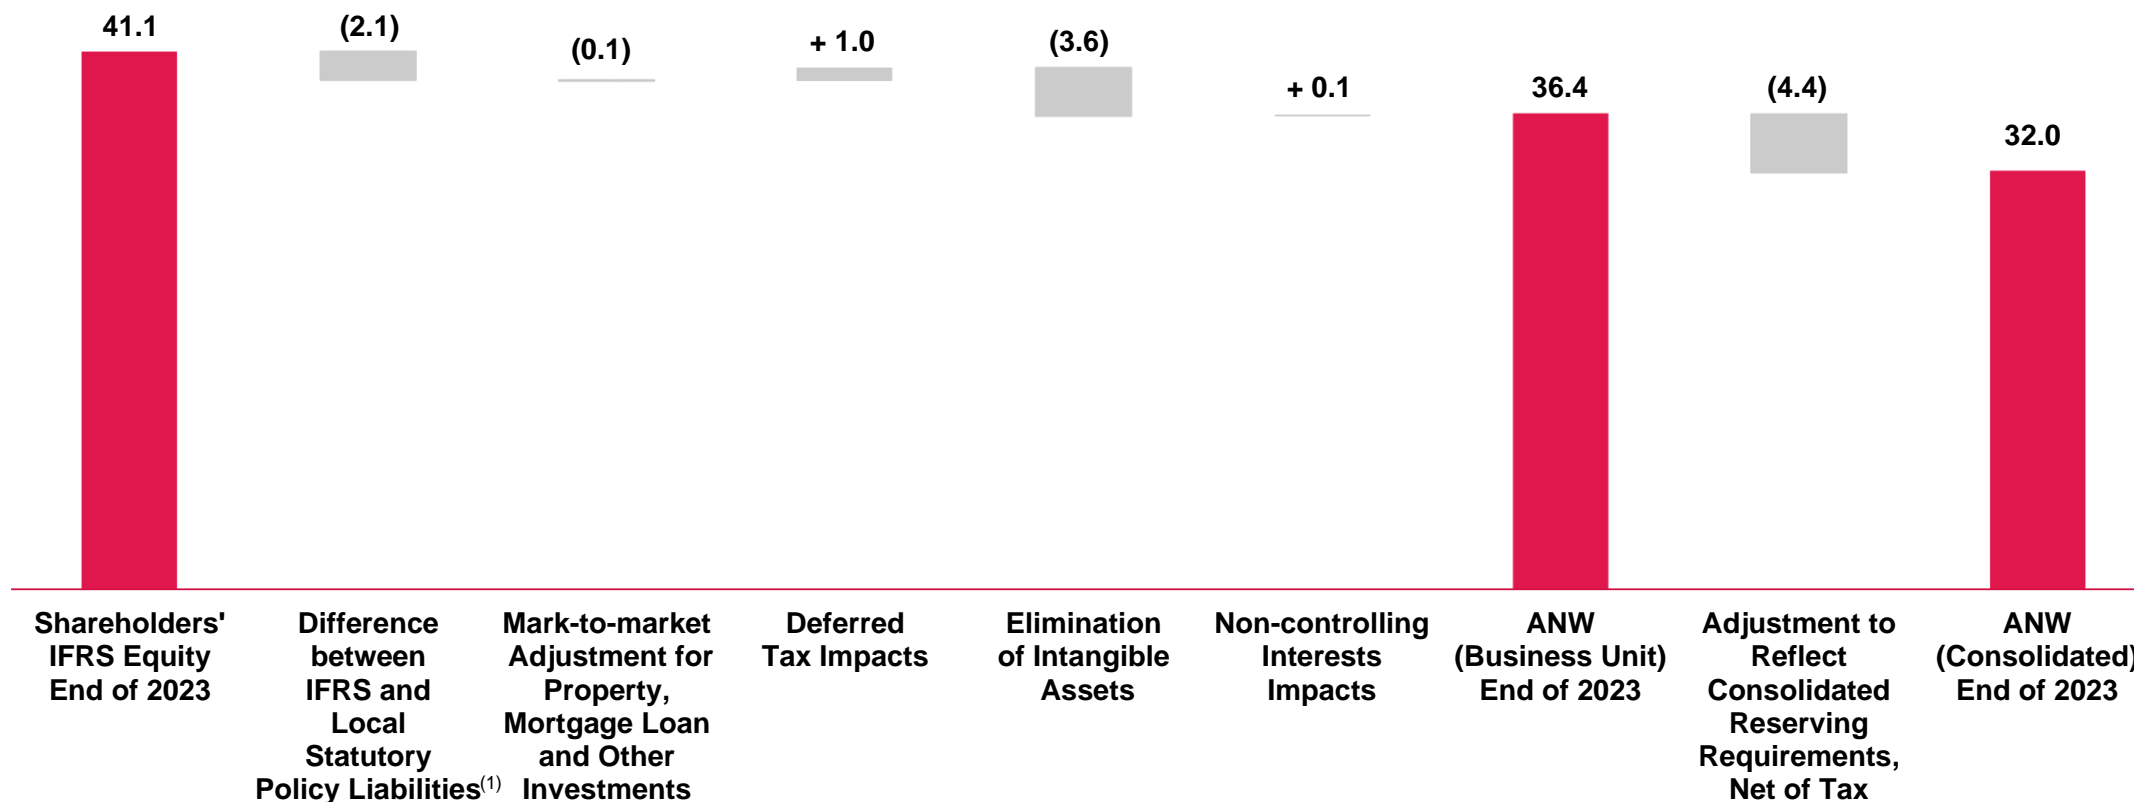 41.1
(2.1)
(0.1)
+ 1.0
(3.6)
+ 0.1
36.4
(4.4)
32.0
Shareholders'
IFRS Equity
End of 2023
Difference
between
IFRS and
Local
Statutory
Policy Liabilities(1)
Mark-to-market
Adjustment for
Property,
Mortgage Loan
and Other
Investments
Deferred
Tax Impacts
Elimination
of Intangible
Assets
Non-controlling
Interests
Impacts
ANW
(Business Unit)
End of 2023
Adjustment to
Reflect
Consolidated
Reserving
Requirements,
Net of Tax
ANW
(Consolidated)
End of 2023